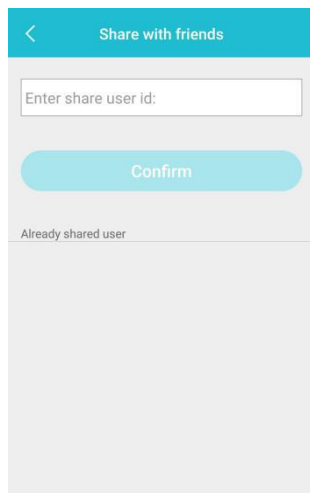 Share with friends
Enter share user id:
Confirm
Already shared user